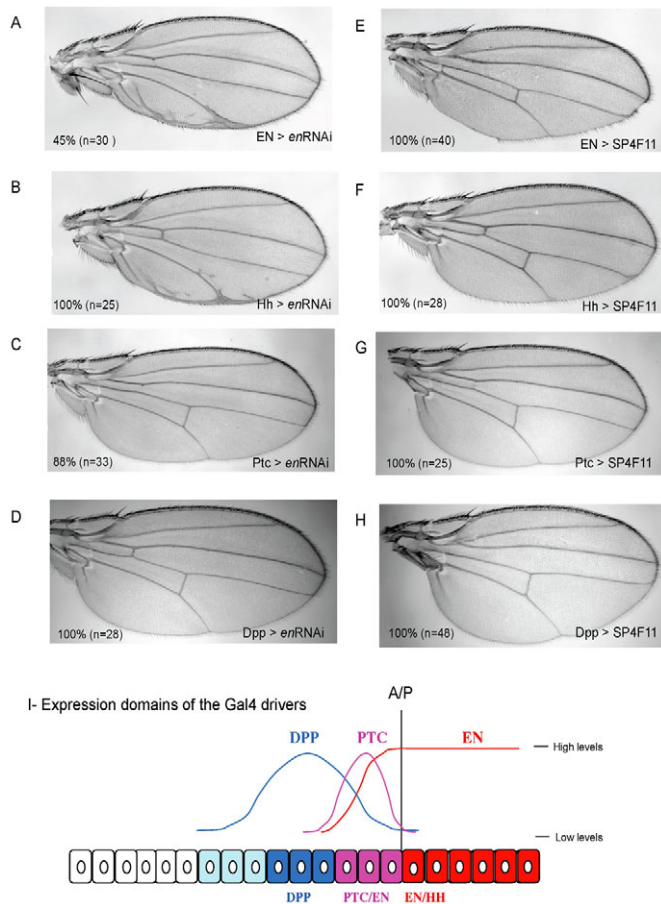 A
45% (n=30 )
EN > enRNAi
E
100% (n=40)
EN > SP4F11
B
100% (n=25)
Hh > enRNAi
F
100% (n=28)
Hh > SP4F11
C
88% (n=33)
Ptc > enRNAi
G
100% (n=25)
Ptc > SP4F11
D
100% (n=28)
Dpp > enRNAi
H
100% (n=48)
Dpp > SP4F11
I- Expression domains of the Gal4 drivers
A/P
DPP PTC EN
High levels
Low levels
DPP PTC/EN EN/HH